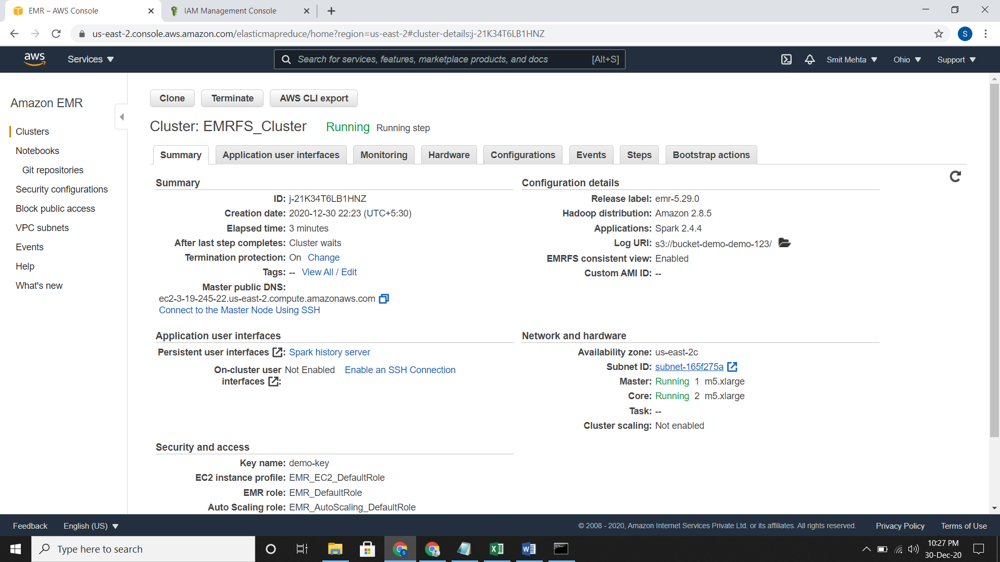 EMR – AWS Console
IAM Management Console
us-east-2.console.aws.amazon.com/elasticmapreduce/home?region=us-east-2#cluster-details:j-21K34T6LB1HNZ
S
aws
Services
Search for services, features, marketplace products, and docs [Alt+S]
Smit Mehta
Ohio
Support
Amazon EMR
Clusters
Notebooks
Git repositories
Security configurations
Block public access
VPC subnets
Events
Help
What's new
Clone
Terminate
AWS CLI export
Cluster: EMRFS_Cluster Running Running step
Summary
Application user interfaces
Monitoring
Hardware
Configurations
Events
Steps
Bootstrap actions
Summary
ID: j-21K34T6LB1HNZ
Creation date: 2020-12-30 22:23 (UTC+5:30)
Elapsed time: 3 minutes
After last step completes: Cluster waits
Termination protection: On Change
Tags: -- View All / Edit
Master public DNS:
ec2-3-19-245-22.us-east-2.compute.amazonaws.com
Connect to the Master Node Using SSH
Configuration details
Release label: emr-5.29.0
Hadoop distribution: Amazon 2.8.5
Applications: Spark 2.4.4
Log URI: s3://bucket-demo-demo-123/
EMRFS consistent view: Enabled
Custom AMI ID: --
Application user interfaces
Persistent user interfaces : Spark history server
On-cluster user Not Enabled Enable an SSH Connection
interfaces :
Network and hardware
Availability zone: us-east-2c
Subnet ID: subnet-165f275a
Master: Running 1 m5.xlarge
Core: Running 2 m5.xlarge
Task: --
Cluster scaling: Not enabled
Security and access
Key name: demo-key
EC2 instance profile: EMR_EC2_DefaultRole
EMR role: EMR_DefaultRole
Auto Scaling role: EMR_AutoScaling_DefaultRole
Feedback
English (US)
© 2008 - 2020, Amazon Internet Services Private Ltd. or its affiliates. All rights reserved.
Privacy Policy
Terms of Use
Type here to search
10:27 PM
30-Dec-20